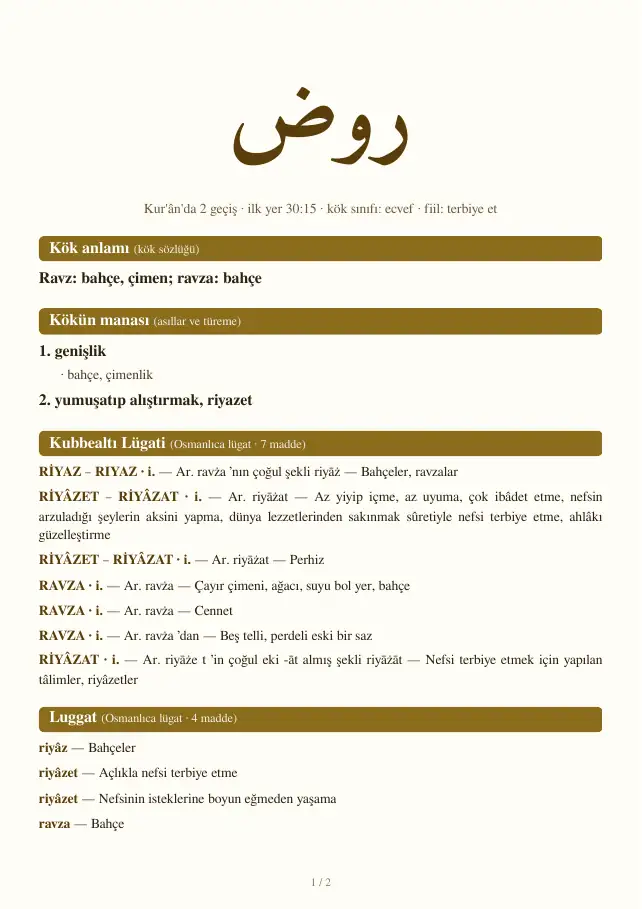 روض
Kur'ân'da 2 geçiş · ilk yer 30:15 · kök sınıfı: ecvef · fiil: terbiye et
Kök anlamı (kök sözlüğü)
Ravz: bahçe, çimen; ravza: bahçe
Kökün manası (asıllar ve türeme)
1. genişlik
· bahçe, çimenlik
2. yumuşatıp alıştırmak, riyazet
Kubbealtı Lügati (Osmanlıca lügat · 7 madde)
RİYAZ – RIYAZ · i. — Ar. ravża ’nın çoğul şekli riyāż — Bahçeler, ravzalar
RİYÂZET – RİYÂZAT · i. — Ar. riyāżat — Az yiyip içme, az uyuma, çok ibâdet etme, nefsin
arzuladığı şeylerin aksini yapma, dünya lezzetlerinden sakınmak sûretiyle nefsi terbiye etme, ahlâkı
güzelleştirme
RİYÂZET – RİYÂZAT · i. — Ar. riyāżat — Perhiz
RAVZA · i. — Ar. ravża — Çayır çimeni, ağacı, suyu bol yer, bahçe
RAVZA · i. — Ar. ravża — Cennet
RAVZA · i. — Ar. ravża ’dan — Beş telli, perdeli eski bir saz
RİYÂZAT · i. — Ar. riyāże t ’in çoğul eki -āt almış şekli riyāżāt — Nefsi terbiye etmek için yapılan
tâlimler, riyâzetler
Luggat (Osmanlıca lügat · 4 madde)
riyâz — Bahçeler
riyâzet — Açlıkla nefsi terbiye etme
riyâzet — Nefsinin isteklerine boyun eğmeden yaşama
ravza — Bahçe
1 / 2